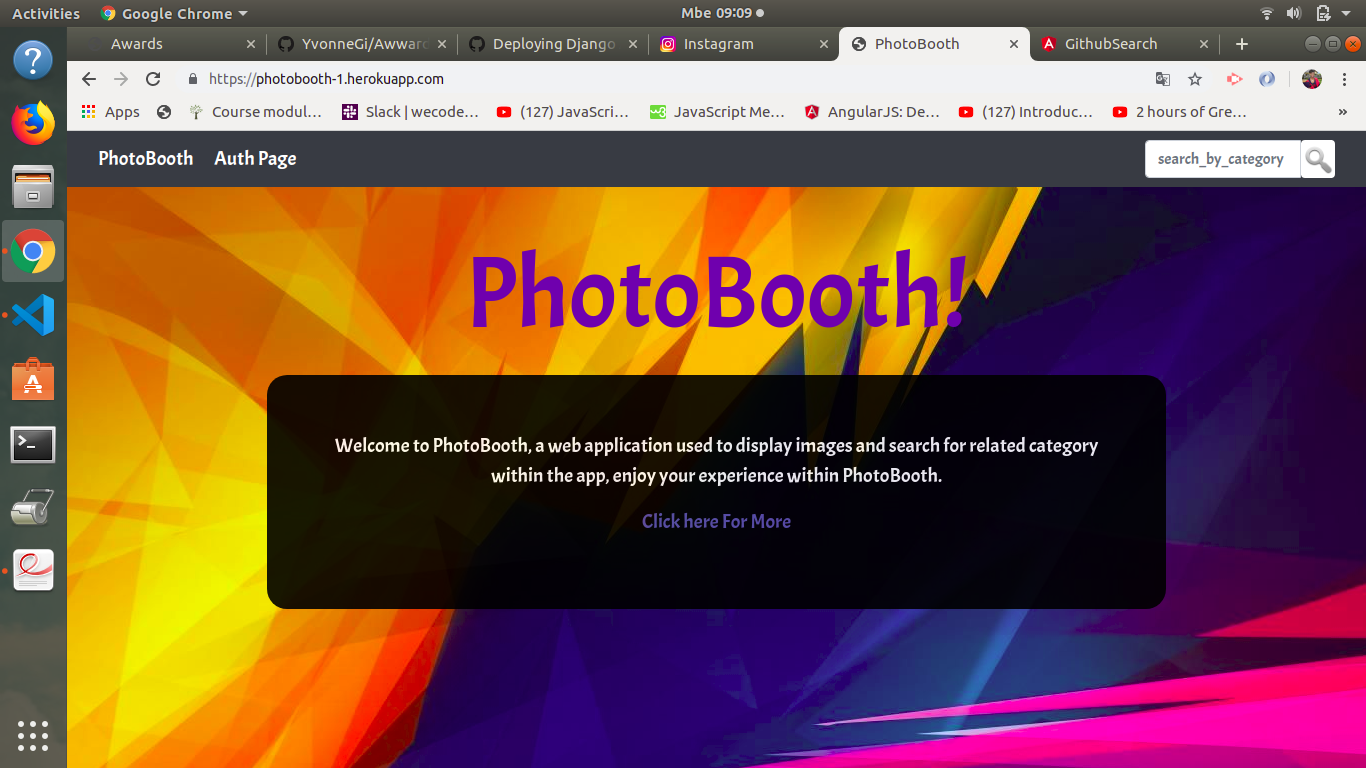 Activities Google Chrome Mbe 09:09
Awards YvonneGi/Awward Deploying Django Instagram PhotoBooth GithubSearch
https://photobooth-1.herokuapp.com
Apps Course modul… Slack | wecode… (127) JavaScri… JavaScript Me… AngularJS: De… (127) Introduc… 2 hours of Gre… »
PhotoBooth Auth Page search_by_category
PhotoBooth!
Welcome to PhotoBooth, a web application used to display images and search for related category
within the app, enjoy your experience within PhotoBooth.
Click here For More